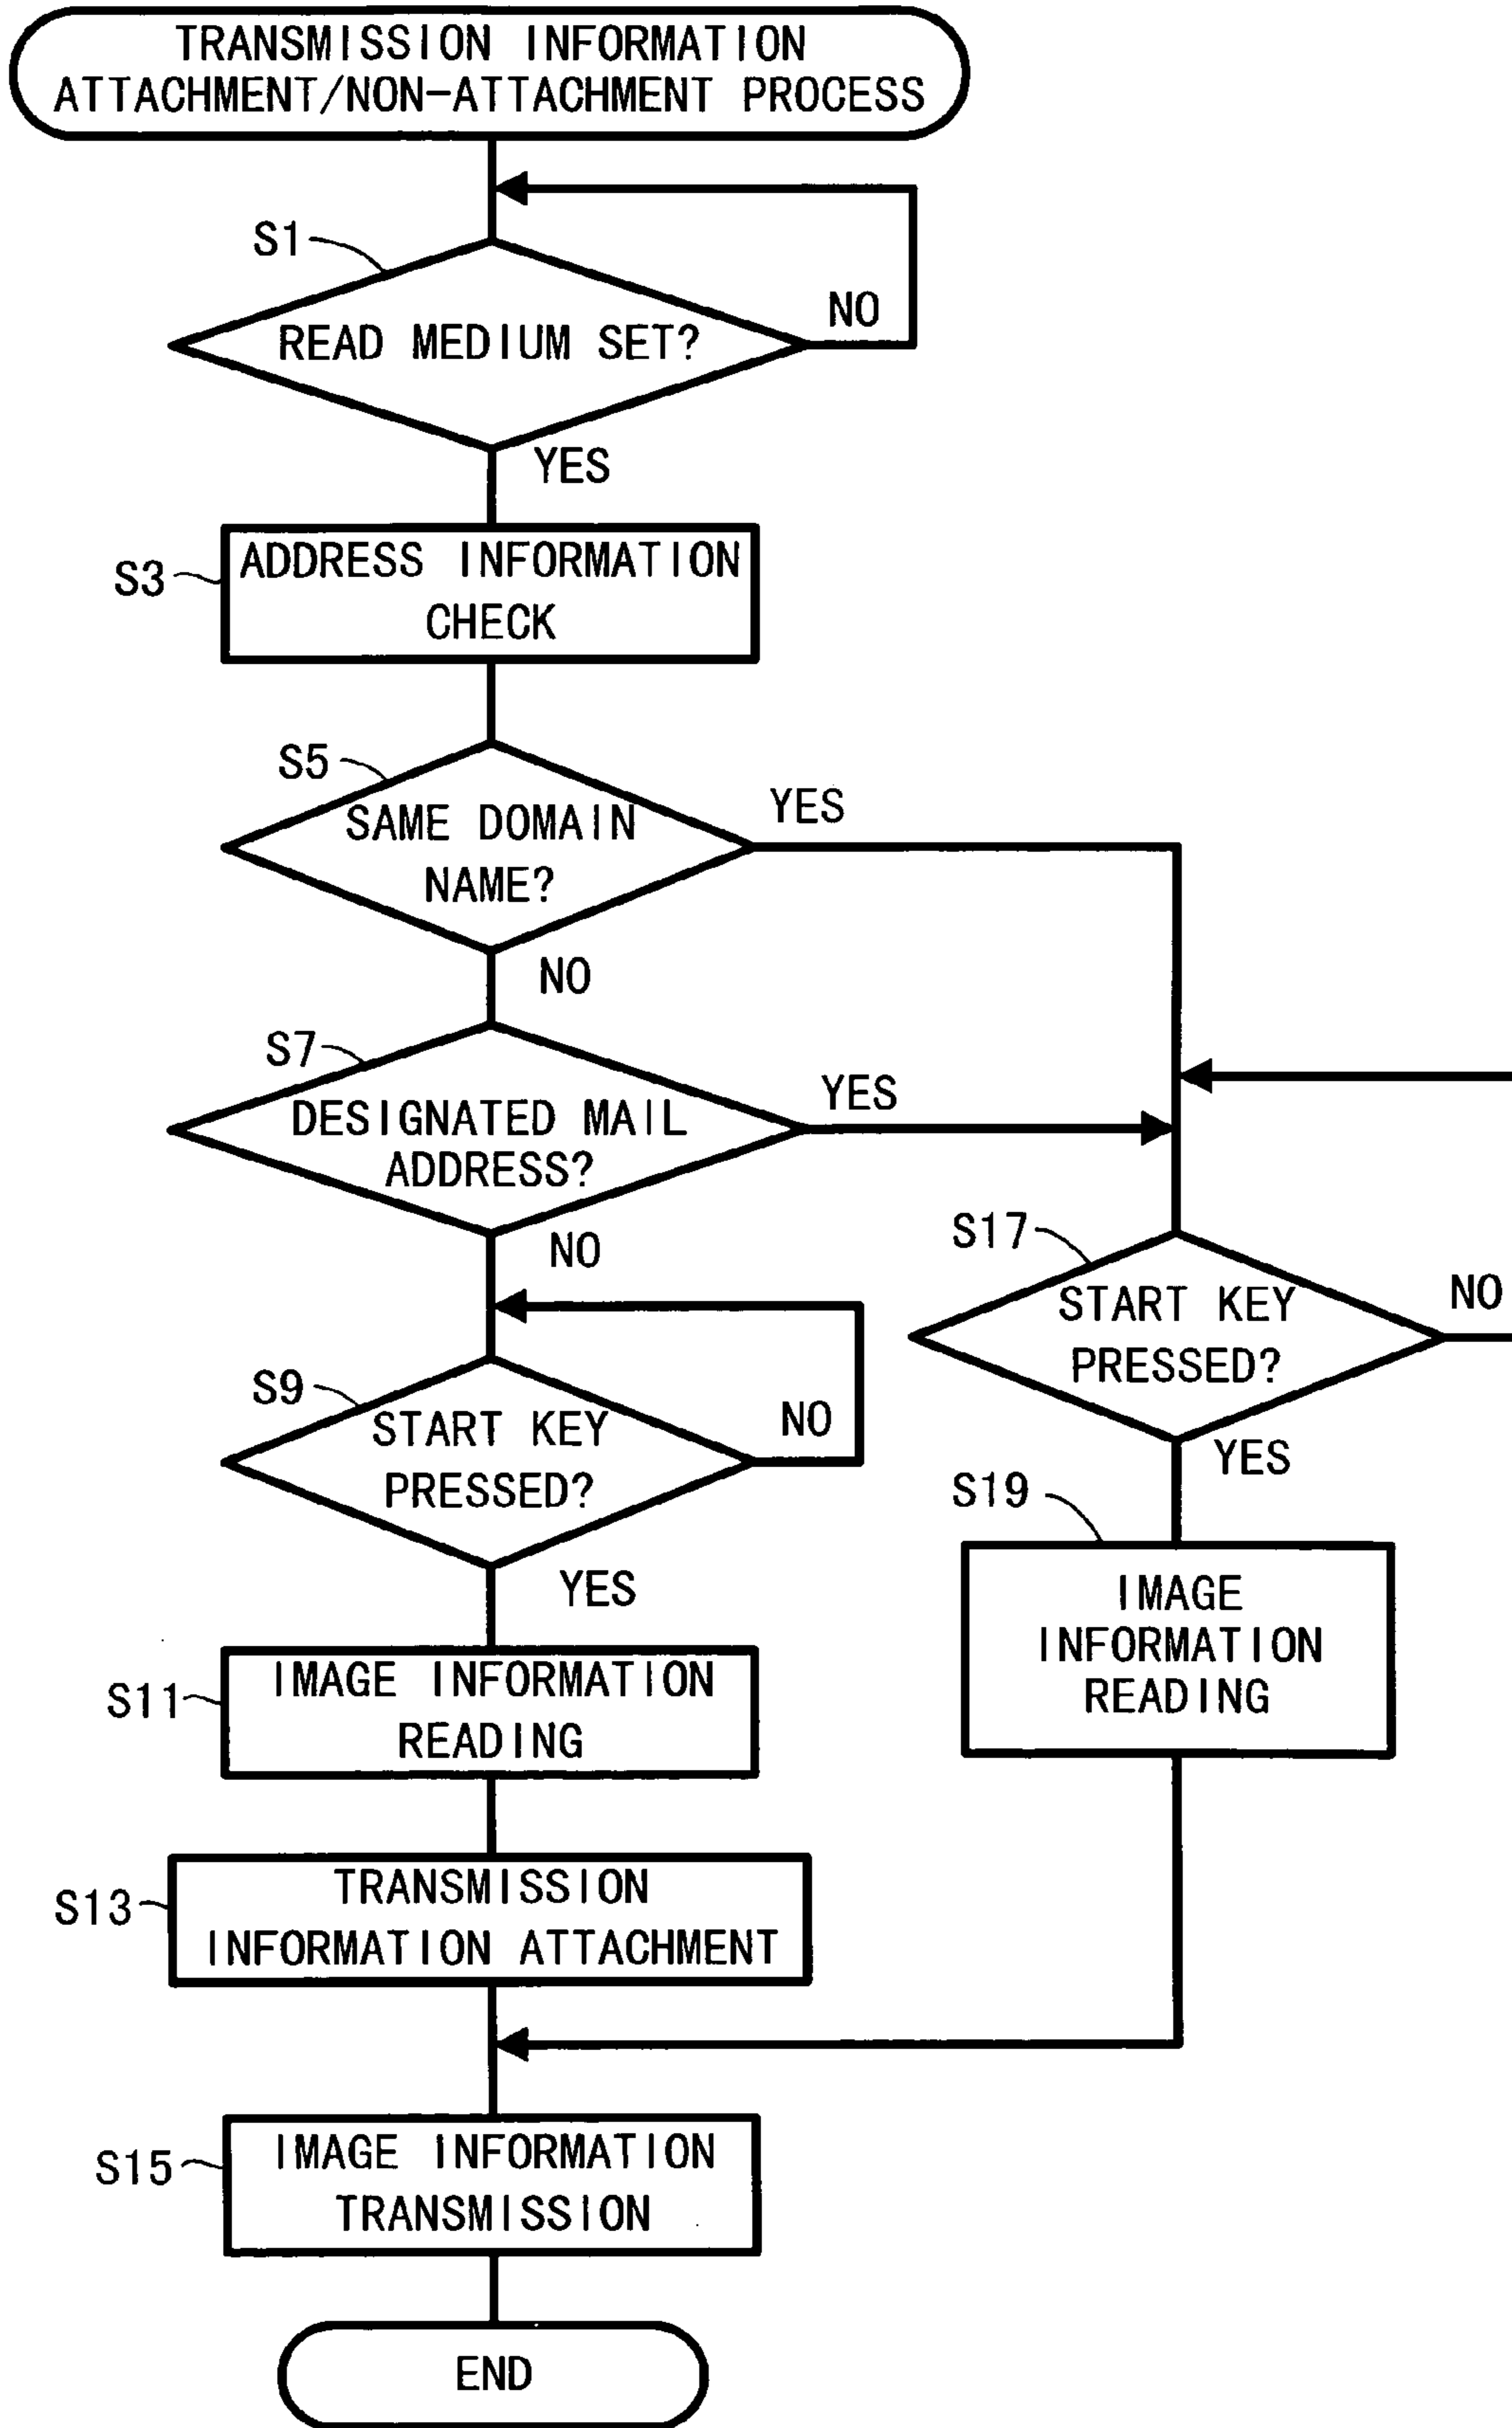 TRANSMISSION INFORMATION
ATTACHMENT/NON-ATTACHMENT PROCESS
S1
READ MEDIUM SET?
NO
YES
S3
ADDRESS INFORMATION
CHECK
S5
SAME DOMAIN
NAME?
YES
NO
S7
DESIGNATED MAIL
ADDRESS?
YES
NO
S9
START KEY
PRESSED?
NO
YES
S11
IMAGE INFORMATION
READING
S13
TRANSMISSION
INFORMATION ATTACHMENT
S17
START KEY
PRESSED?
NO
YES
S19
IMAGE
INFORMATION
READING
S15
IMAGE INFORMATION
TRANSMISSION
END